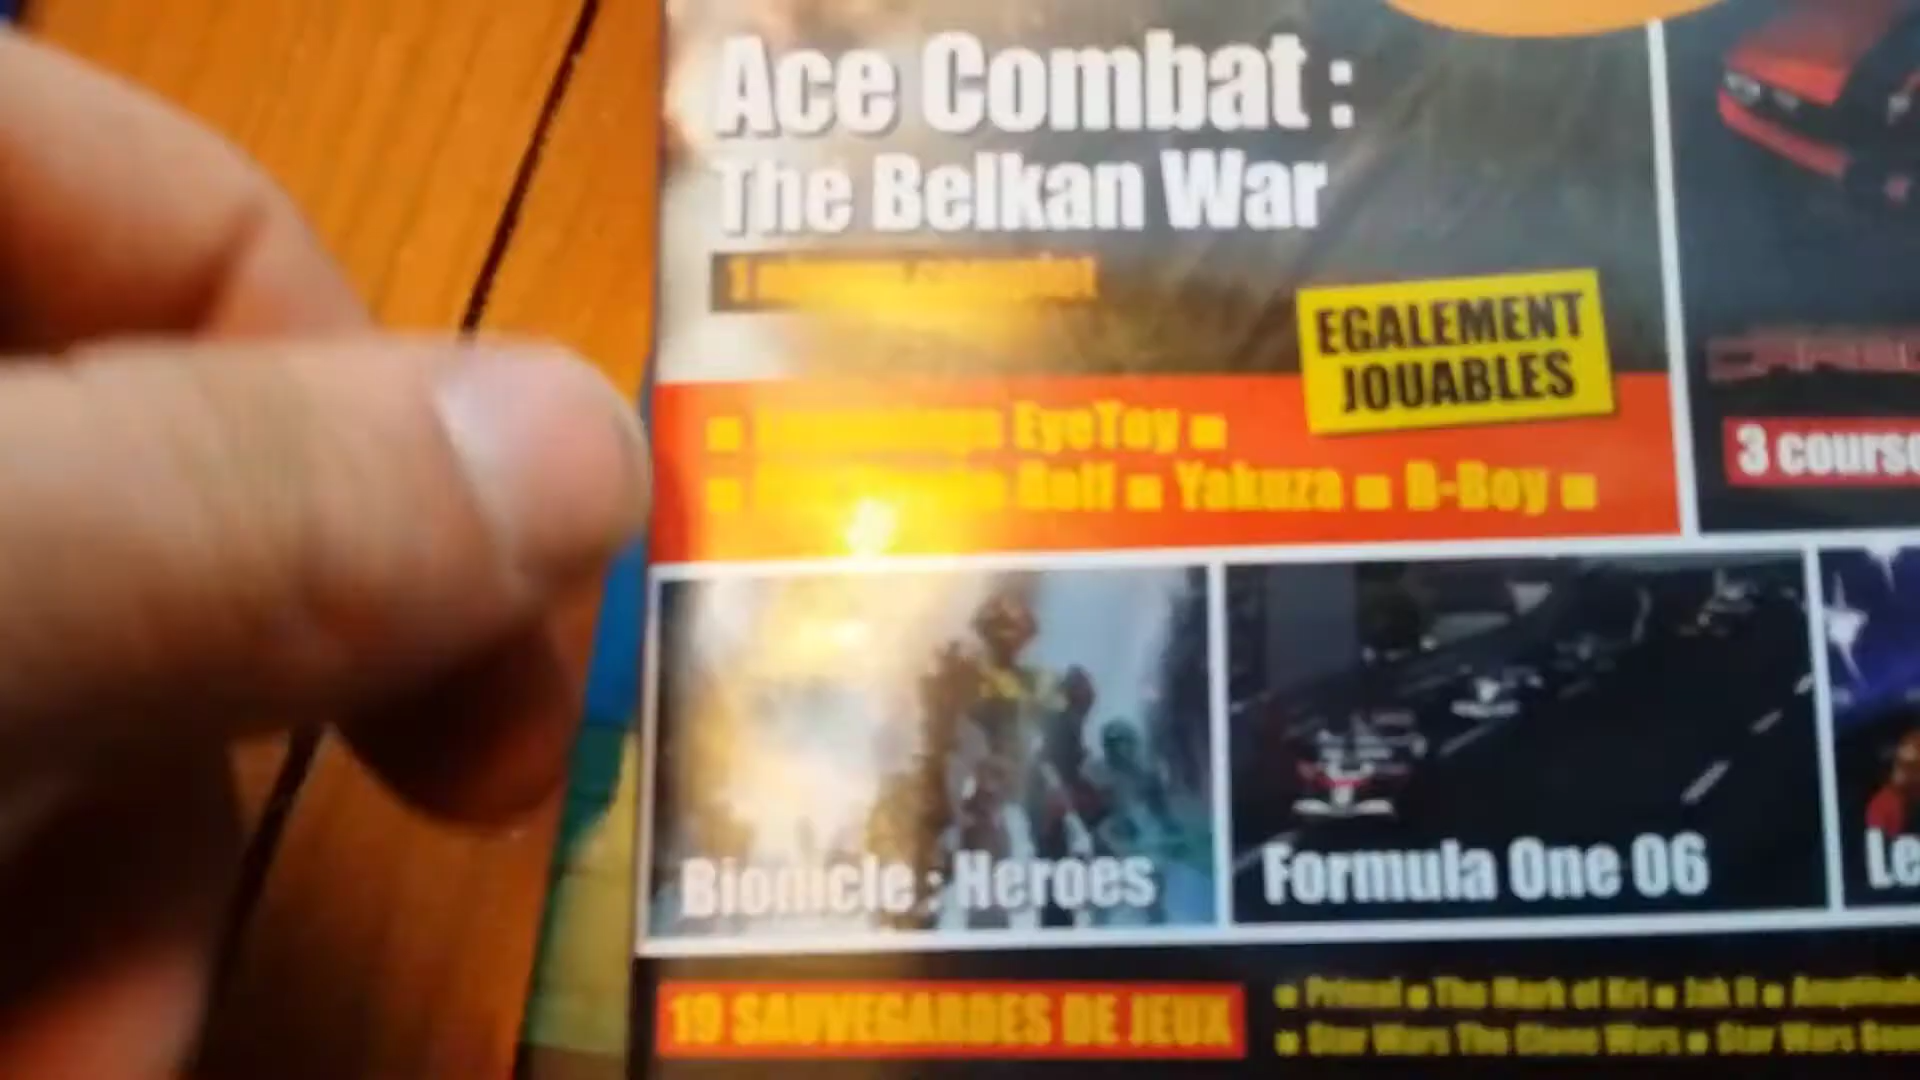 Ace Combat :
The Belkan War
EGALEMENT
JOUABLES
EyeToy
Golf ■ Yakuza ■ B-Boy ■
3 course
Bionicle : Heroes
Formula One 06
Le
19 SAUVEGARDES DE JEUX
■ Primal ■ The Mark of Kri ■ Jak II ■ Amplitude
■ Star Wars The Clone Wars ■ Star Wars